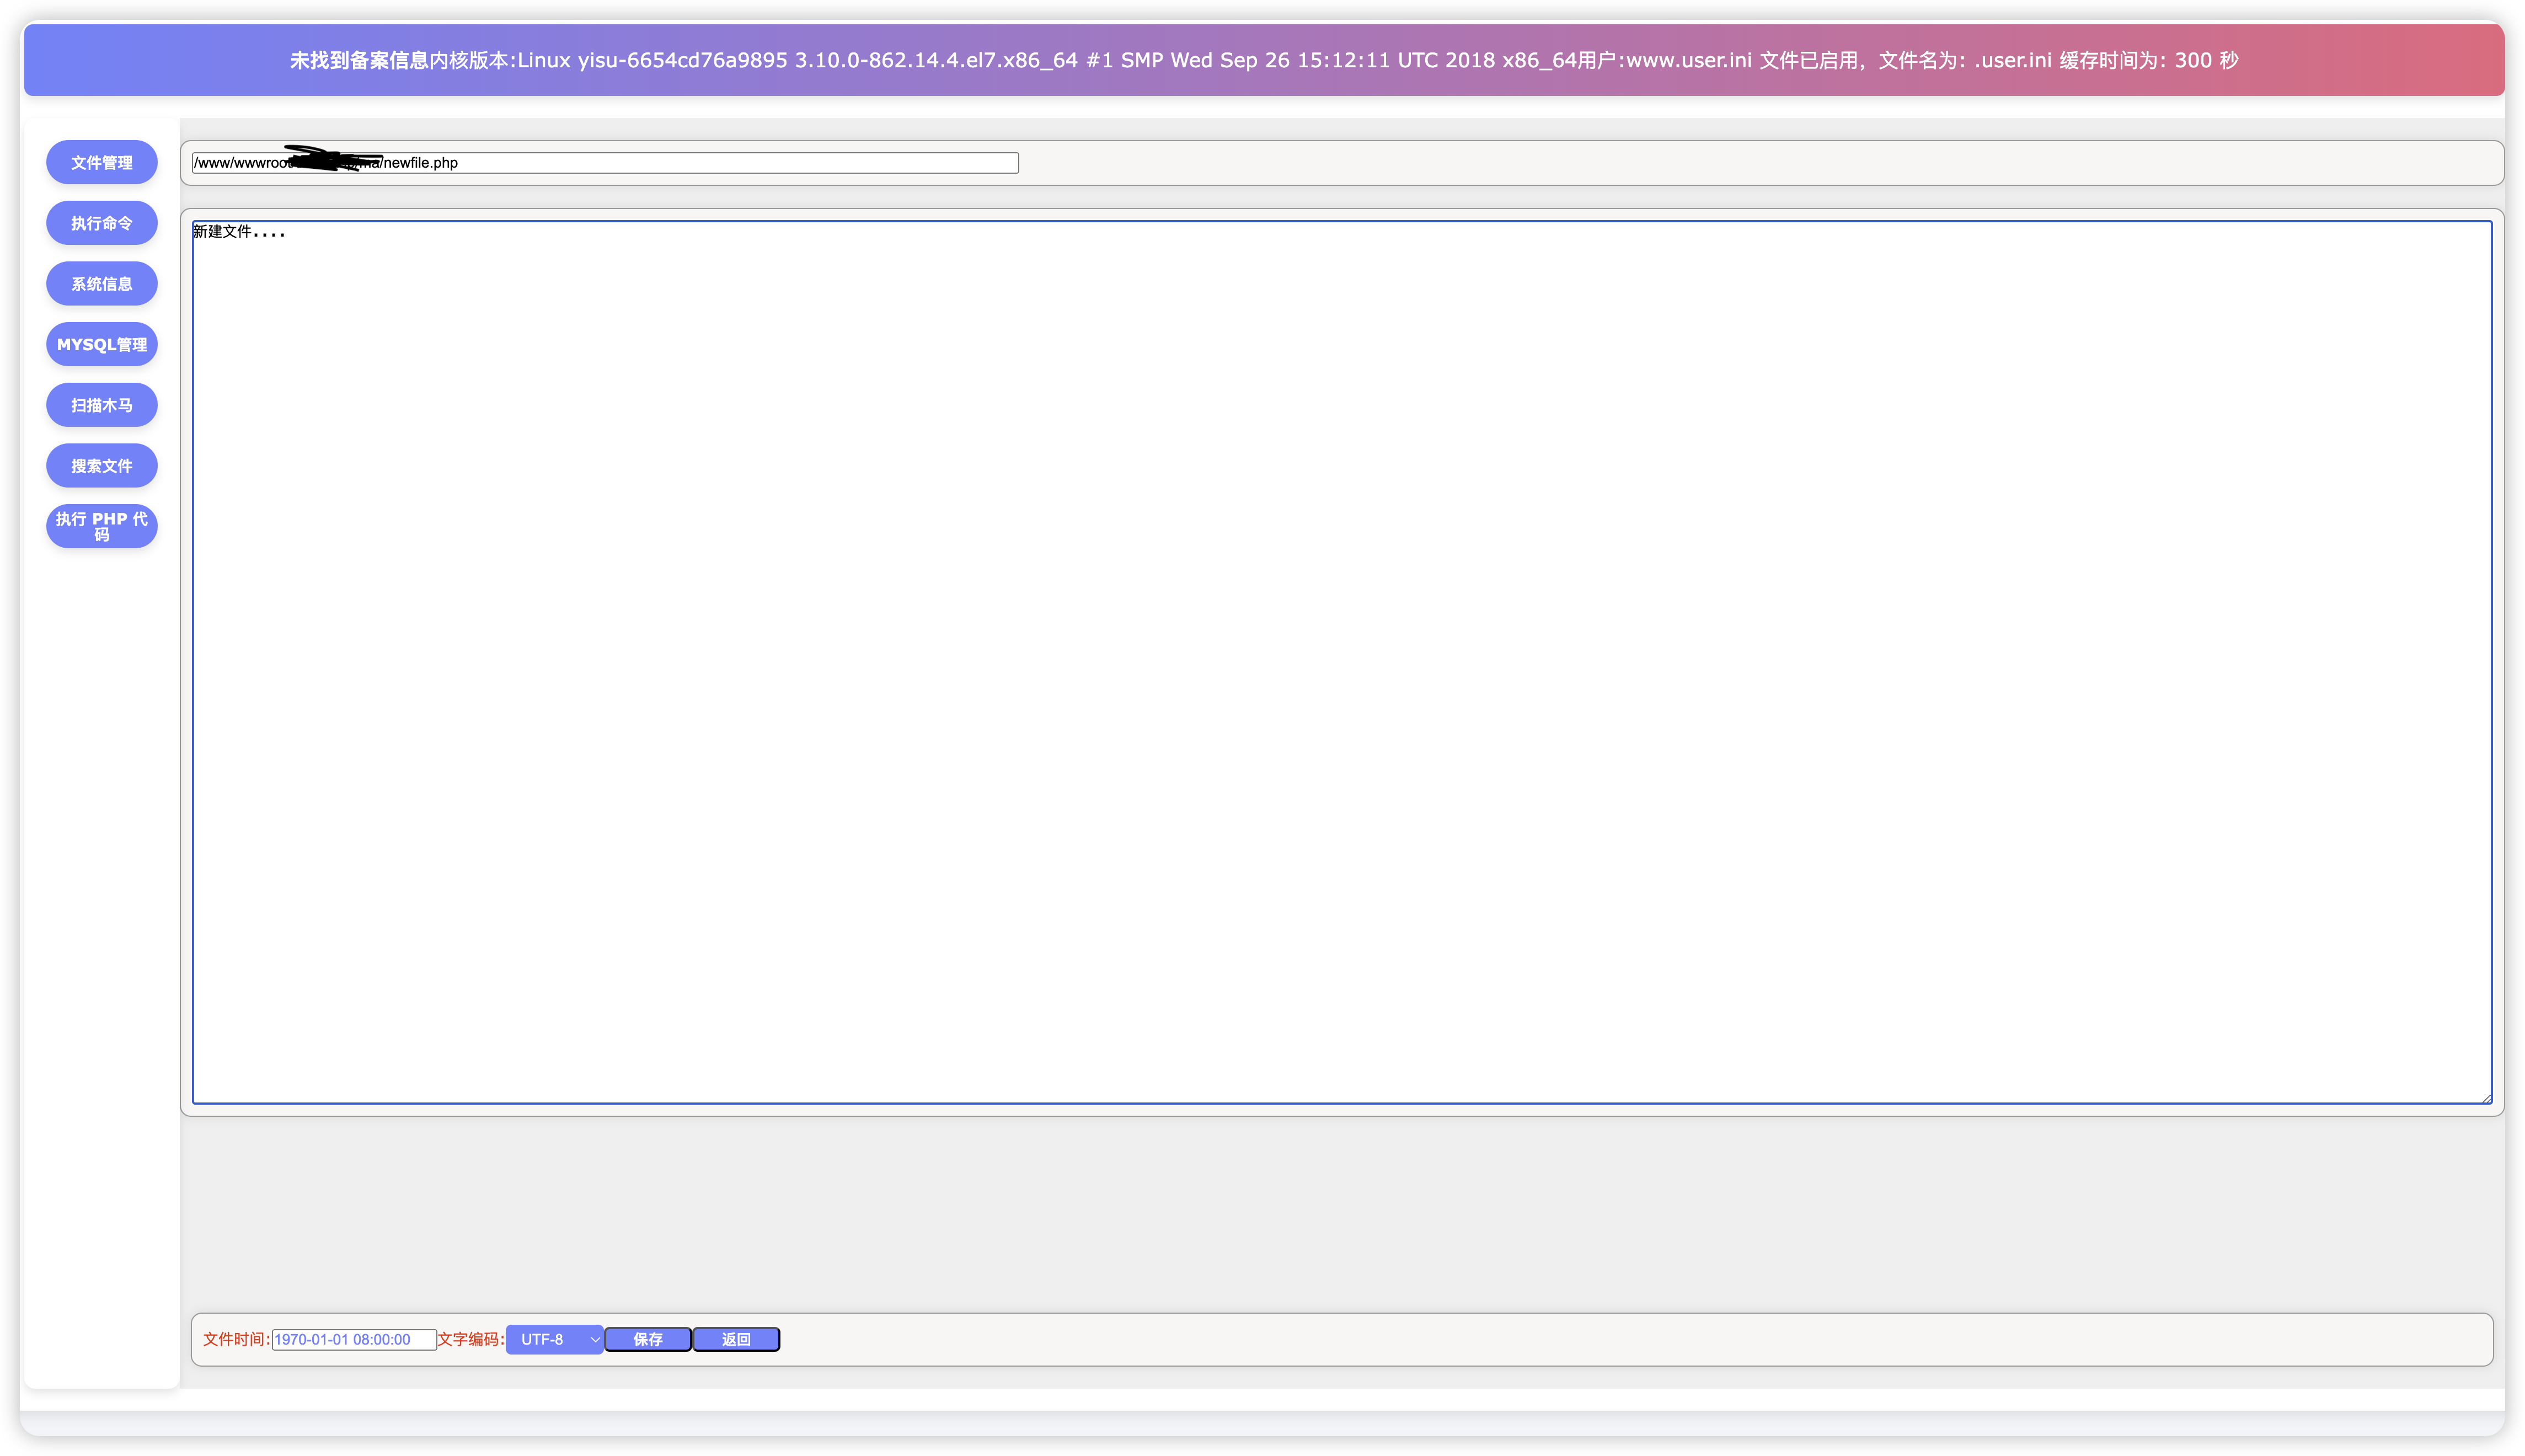 未找到备案信息内核版本:Linux yisu-6654cd76a9895 3.10.0-862.14.4.el7.x86_64 #1 SMP Wed Sep 26 15:12:11 UTC 2018 x86_64用户:www.user.ini 文件已启用，文件名为：.user.ini 缓存时间为：300 秒
文件管理
执行命令
系统信息
MYSQL管理
扫描木马
搜索文件
执行 PHP 代
码
/www/wwwroot /newfile.php
新建文件....
文件时间:1970-01-01 08:00:00 文字编码: UTF-8 保存 返回